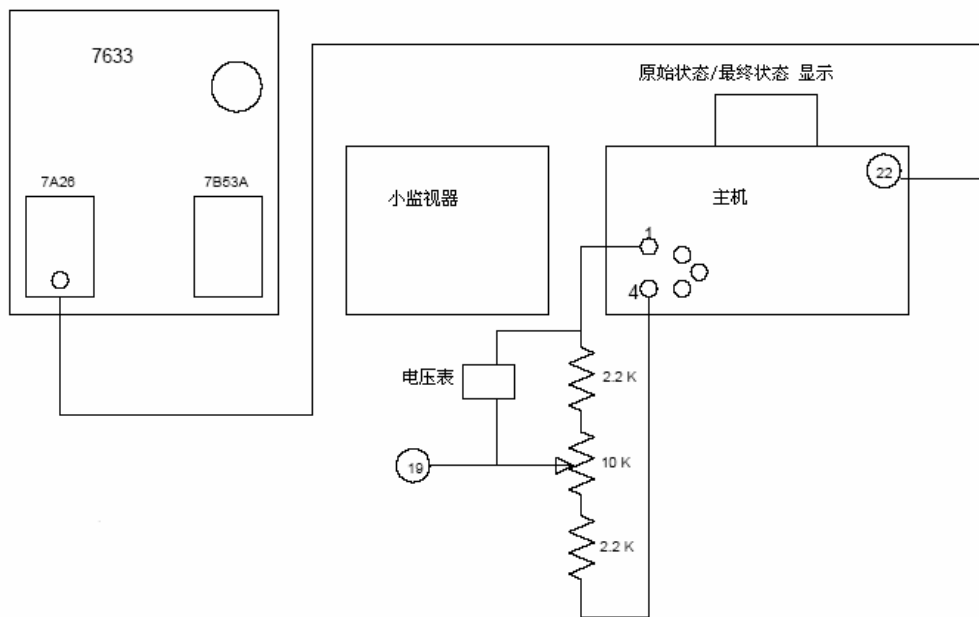 7633
原始状态/最终状态 显示
7A26
7B53A
小监视器
主机
22
1
4
电压表
2.2 K
19
10 K
2.2 K